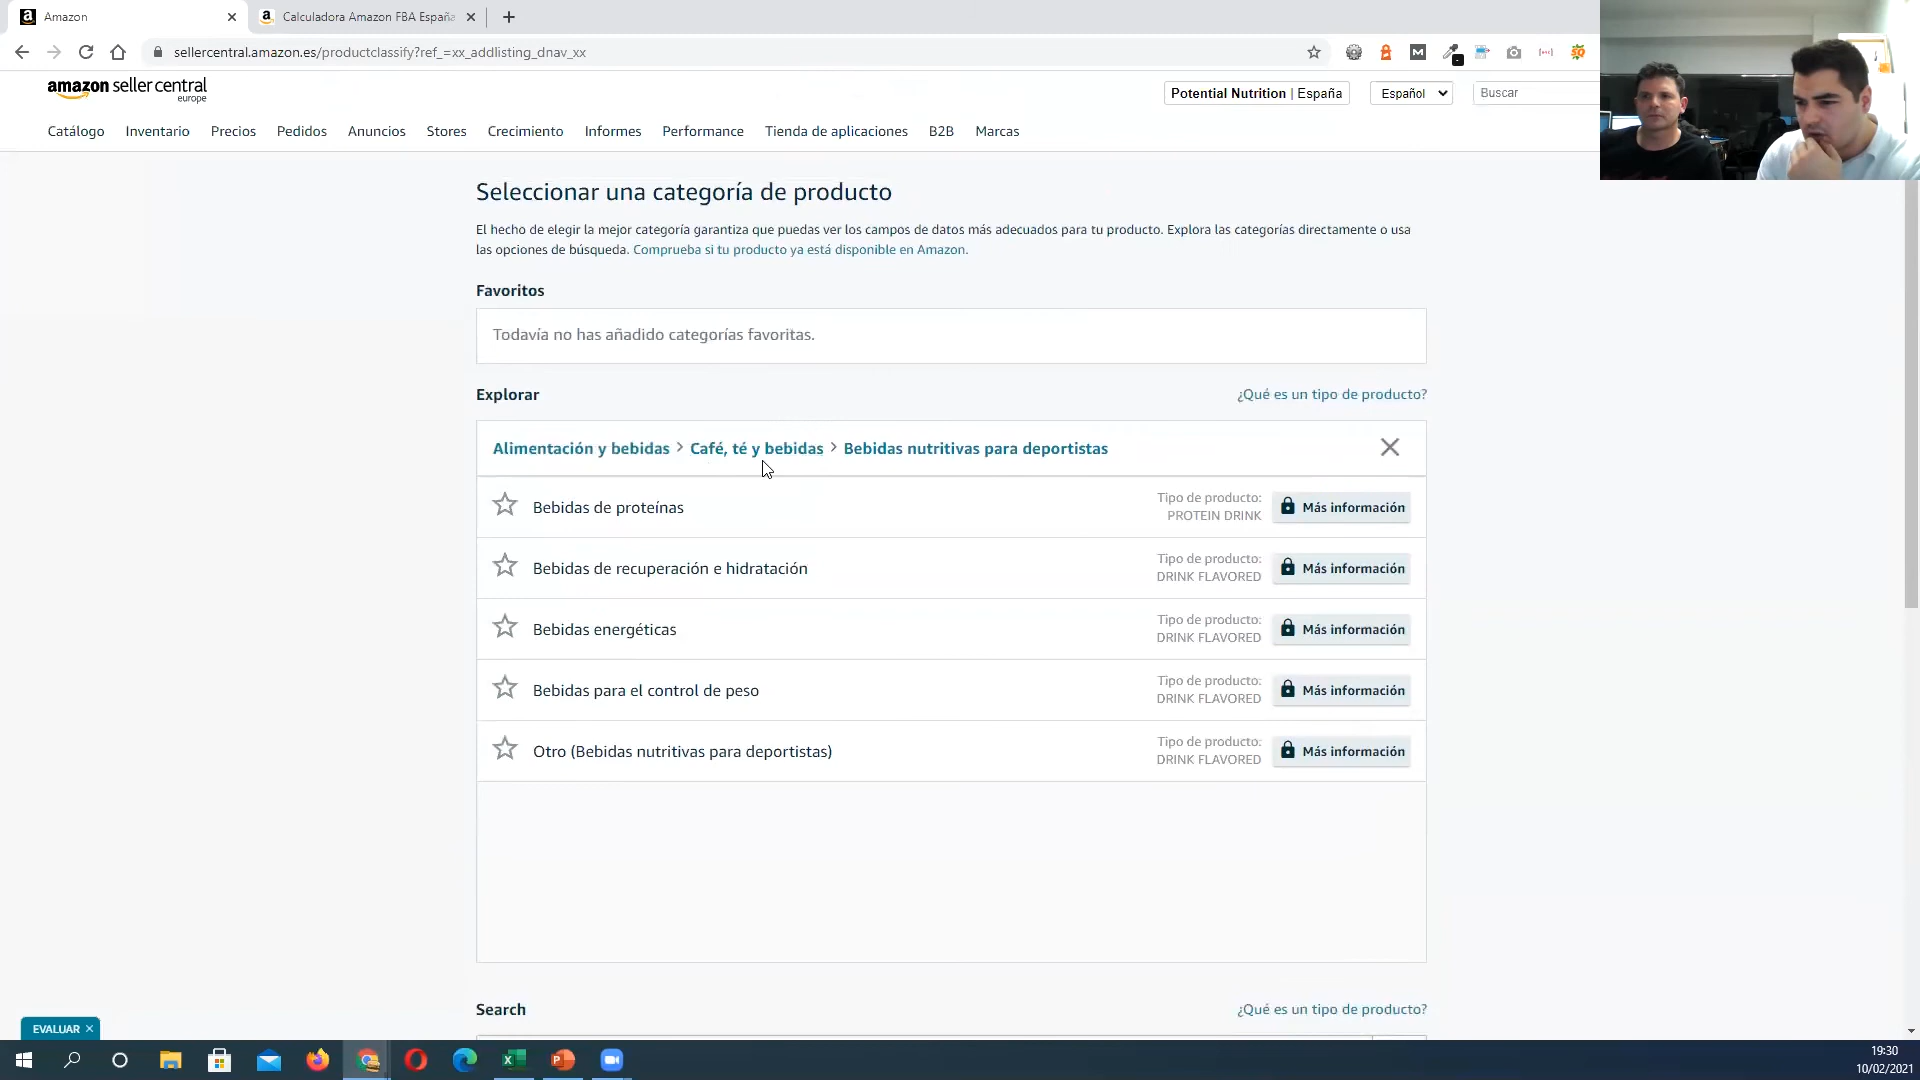 Amazon
Calculadora Amazon FBA España
sellercentral.amazon.es/productclassify?ref_=xx_addlisting_dnav_xx
amazon seller central
europe
Potential Nutrition | España
Español
Buscar
Catálogo
Inventario
Precios
Pedidos
Anuncios
Stores
Crecimiento
Informes
Performance
Tienda de aplicaciones
B2B
Marcas
Seleccionar una categoría de producto
El hecho de elegir la mejor categoría garantiza que puedas ver los campos de datos más adecuados para tu producto. Explora las categorías directamente o usa
las opciones de búsqueda. Comprueba si tu producto ya está disponible en Amazon.
Favoritos
Todavía no has añadido categorías favoritas.
Explorar
¿Qué es un tipo de producto?
Alimentación y bebidas > Café, té y bebidas > Bebidas nutritivas para deportistas
Bebidas de proteínas
Tipo de producto:
PROTEIN DRINK
Más información
Bebidas de recuperación e hidratación
Tipo de producto:
DRINK FLAVORED
Más información
Bebidas energéticas
Tipo de producto:
DRINK FLAVORED
Más información
Bebidas para el control de peso
Tipo de producto:
DRINK FLAVORED
Más información
Otro (Bebidas nutritivas para deportistas)
Tipo de producto:
DRINK FLAVORED
Más información
Search
¿Qué es un tipo de producto?
EVALUAR
19:30
10/02/2021